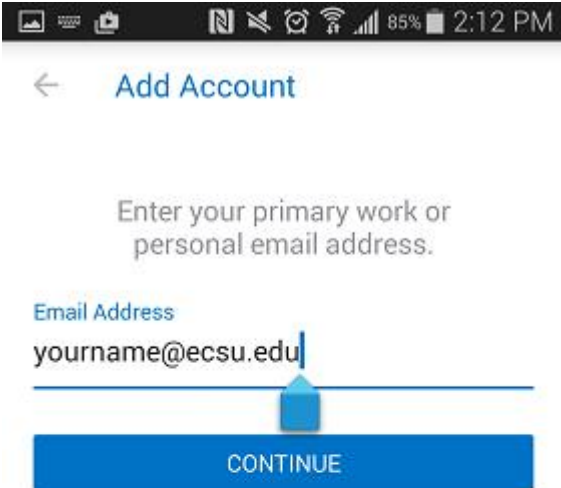 85% 2:12 PM
Add Account
Enter your primary work or
personal email address.
Email Address
yourname@ecsu.edu
CONTINUE